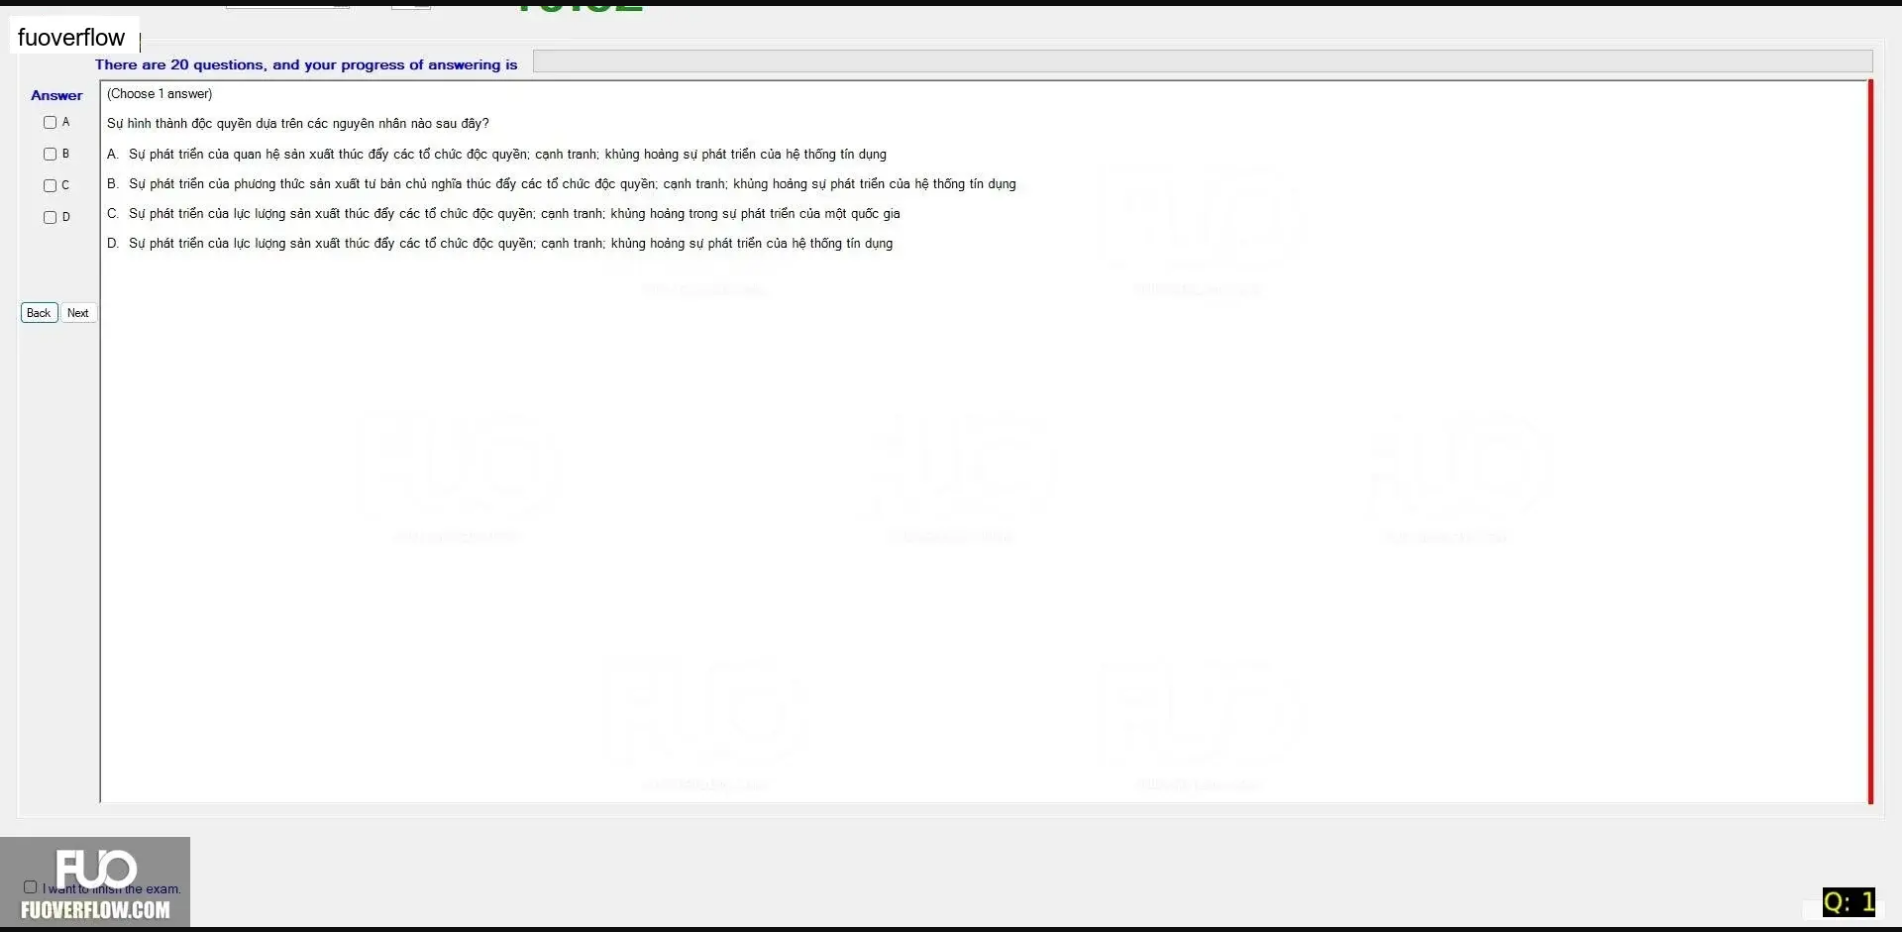 fuoverflow
There are 20 questions, and your progress of answering is
Answer
(Choose 1 answer)
A
Sự hình thành độc quyền dựa trên các nguyên nhân nào sau đây?
B
A. Sự phát triển của quan hệ sản xuất thúc đẩy các tổ chức độc quyền; cạnh tranh; khủng hoảng sự phát triển của hệ thống tín dụng
C
B. Sự phát triển của phương thức sản xuất tư bản chủ nghĩa thúc đẩy các tổ chức độc quyền; cạnh tranh; khủng hoảng sự phát triển của hệ thống tín dụng
D
C. Sự phát triển của lực lượng sản xuất thúc đẩy các tổ chức độc quyền; cạnh tranh; khủng hoảng trong sự phát triển của một quốc gia
D. Sự phát triển của lực lượng sản xuất thúc đẩy các tổ chức độc quyền; cạnh tranh; khủng hoảng sự phát triển của hệ thống tín dụng
Back Next
FUO
I want to finish the exam.
FUOVERFLOW.COM
Q: 1